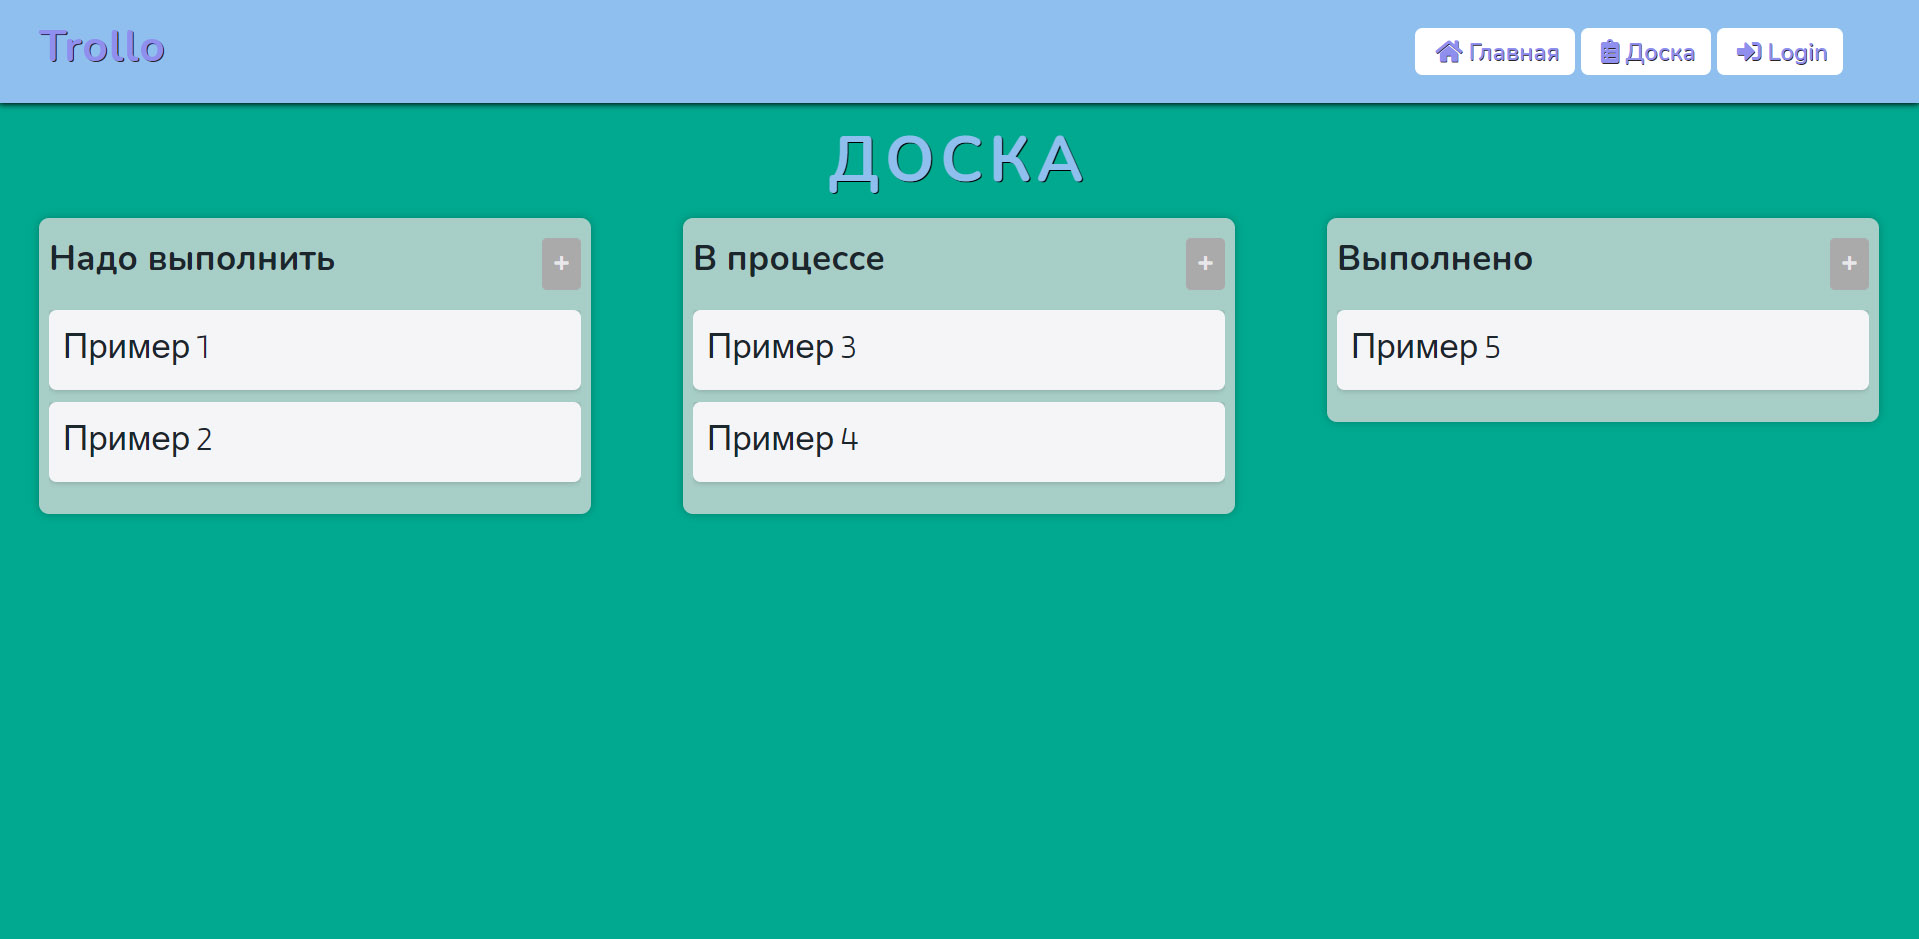 Trollo
Главная
Доска
Login
ДОСКА
Надо выполнить
+
Пример 1
Пример 2
В процессе
+
Пример 3
Пример 4
Выполнено
+
Пример 5